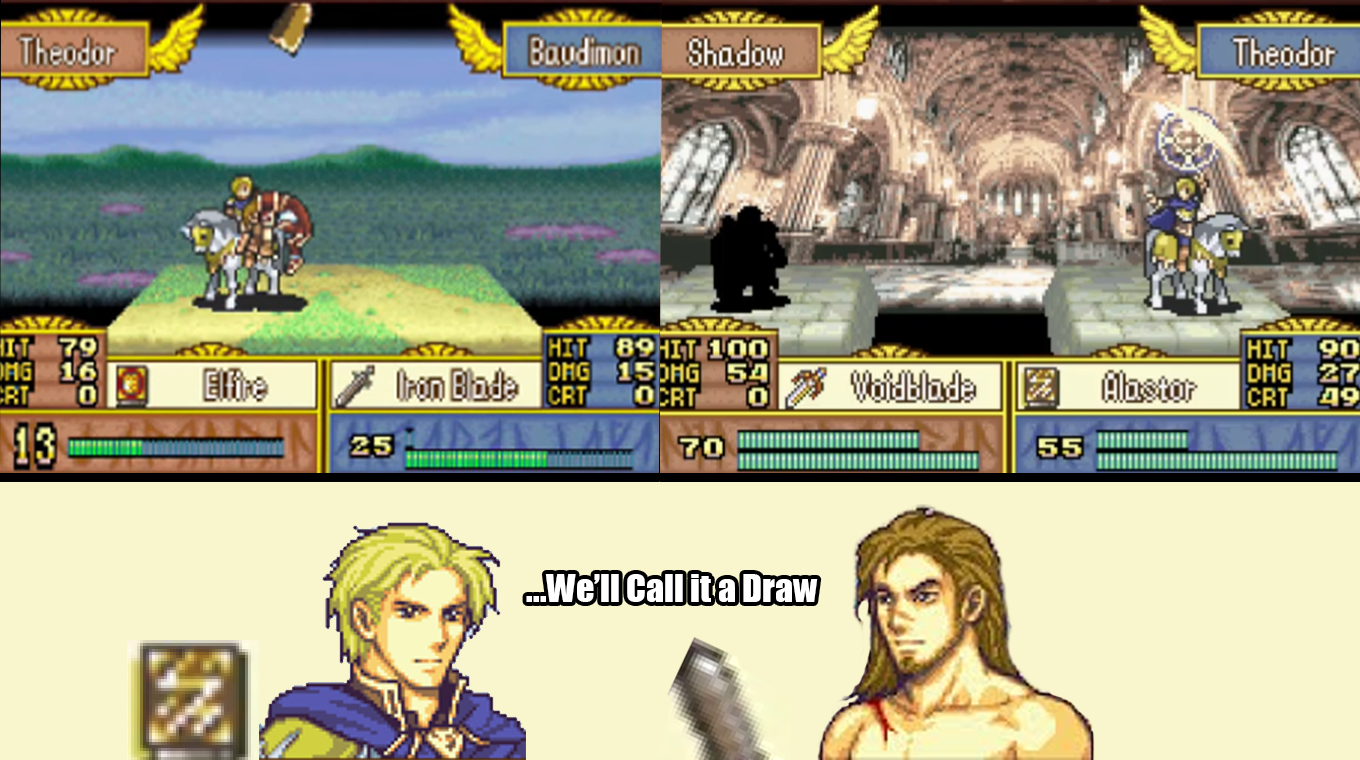 Theodor
Baudimon
HIT 79
DMG 16
CRT 0
Elfire
Iron Blade
HIT 89
DMG 15
CRT 0
13
25
Shadow
Theodor
HIT 100
DMG 54
CRT 0
Voidblade
Alastor
HIT 90
DMG 27
CRT 49
70
55
...We'll Call it a Draw